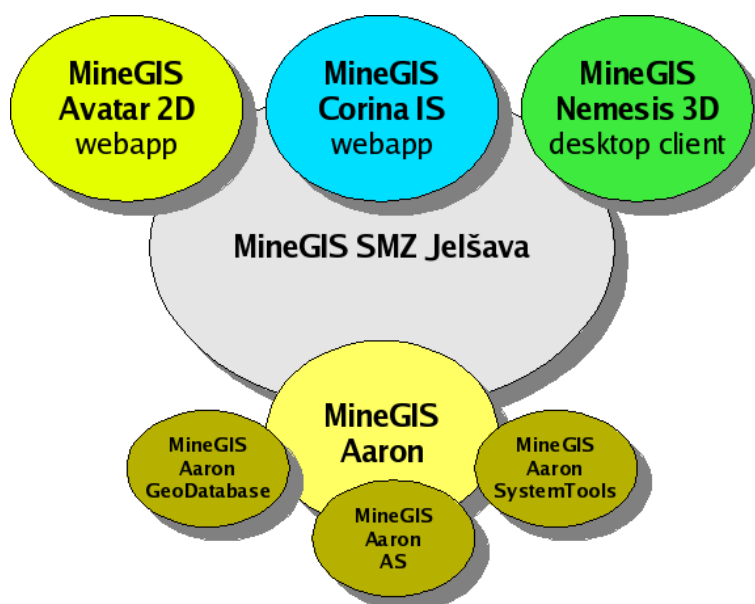 MineGIS
Avatar 2D
webapp
MineGIS
Corina IS
webapp
MineGIS
Nemesis 3D
desktop client
MineGIS SMZ Jelšava
MineGIS
Aaron
MineGIS
Aaron
GeoDatabase
MineGIS
Aaron
AS
MineGIS
Aaron
SystemTools